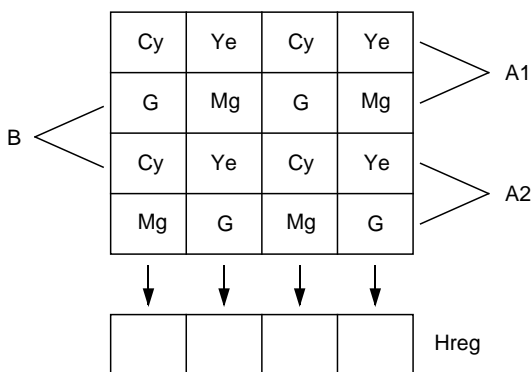 Cy Ye Cy Ye
A1
G Mg G Mg
B
Cy Ye Cy Ye
A2
Mg G Mg G
Hreg